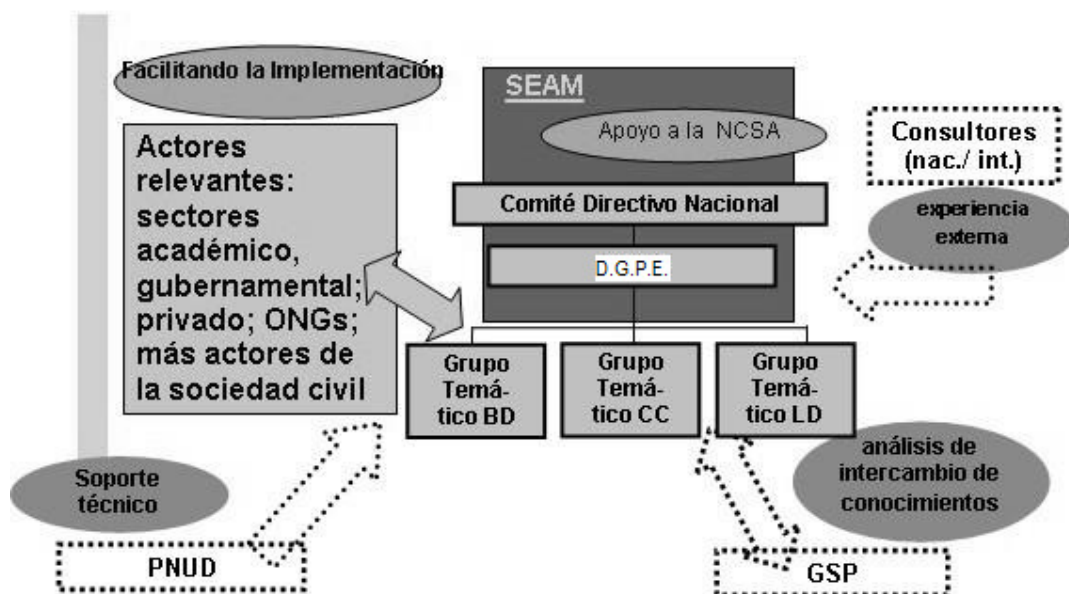 Facilitando la Implementación
SEAM
Apoyo a la NCSA
Actores
relevantes:
sectores
académico,
gubernamental;
privado; ONGs;
más actores de
la sociedad civil
Comité Directivo Nacional
D.G.P.E.
Consultores
(nac./ int.)
experiencia
externa
Grupo
Temá-
tico BD
Grupo
Temá-
tico CC
Grupo
Temá-
tico LD
Soporte
técnico
análisis de
intercambio de
conocimientos
PNUD
GSP